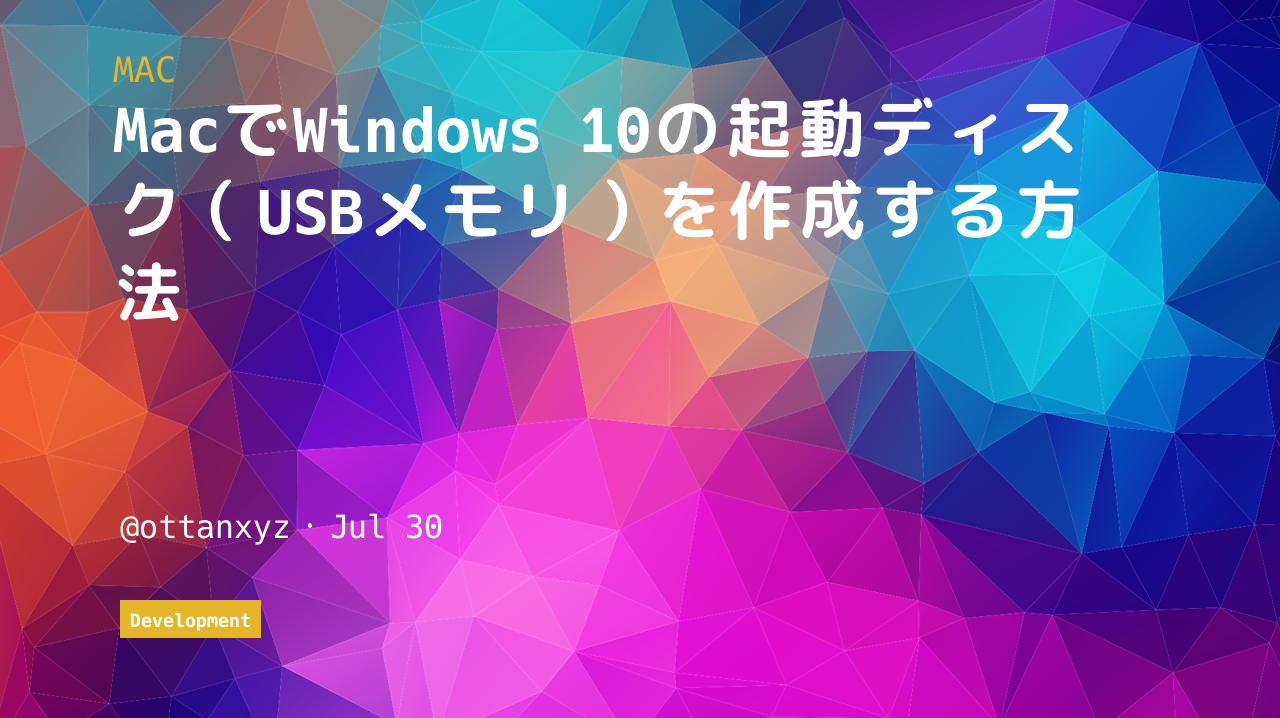 MAC
MacでWindows 10の起動ディス
ク(USBメモリ)を作成する方
法
@ottanxyz・Jul 30
Development